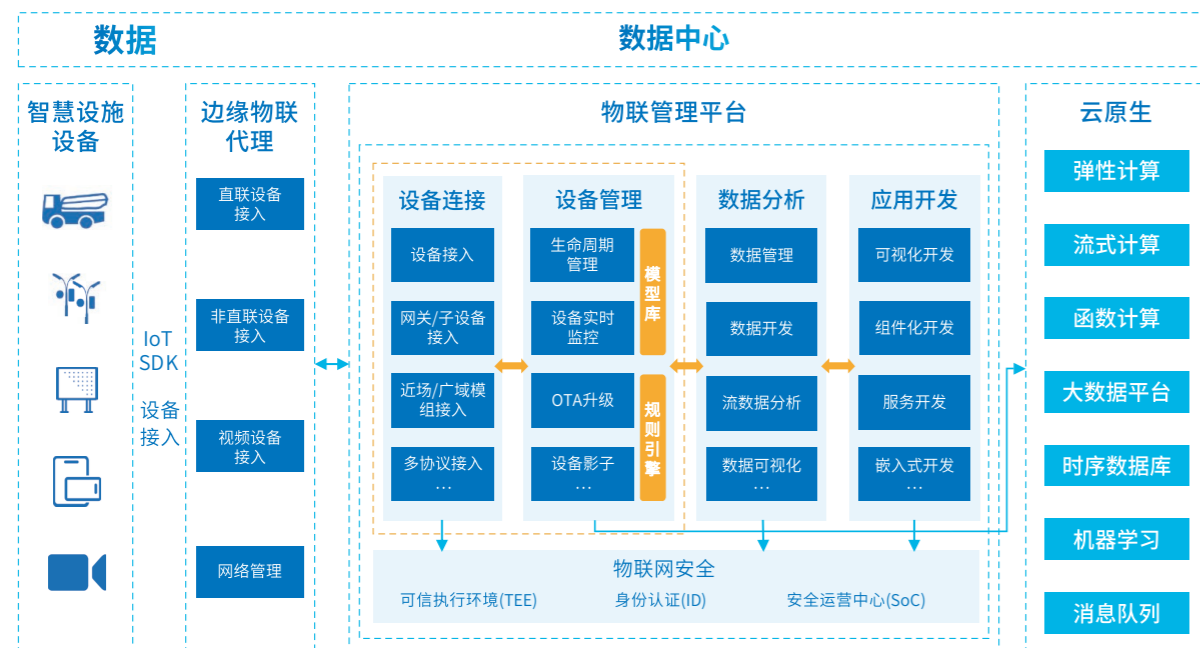 数据
数据中心
智慧设施
设备
IoT
SDK
设备
接入
边缘物联
代理
直联设备
接入
非直联设备
接入
视频设备
接入
网络管理
物联管理平台
设备连接
设备接入
网关/子设备
接入
近场/广域模
组接入
多协议接入
...
设备管理
生命周期
管理
设备实时
监控
OTA升级
设备影子
...
模型库
规则引擎
数据分析
数据管理
数据开发
流数据分析
数据可视化
...
应用开发
可视化开发
组件化开发
服务开发
嵌入式开发
...
物联网安全
可信执行环境(TEE)
身份认证(ID)
安全运营中心(SoC)
云原生
弹性计算
流式计算
函数计算
大数据平台
时序数据库
机器学习
消息队列